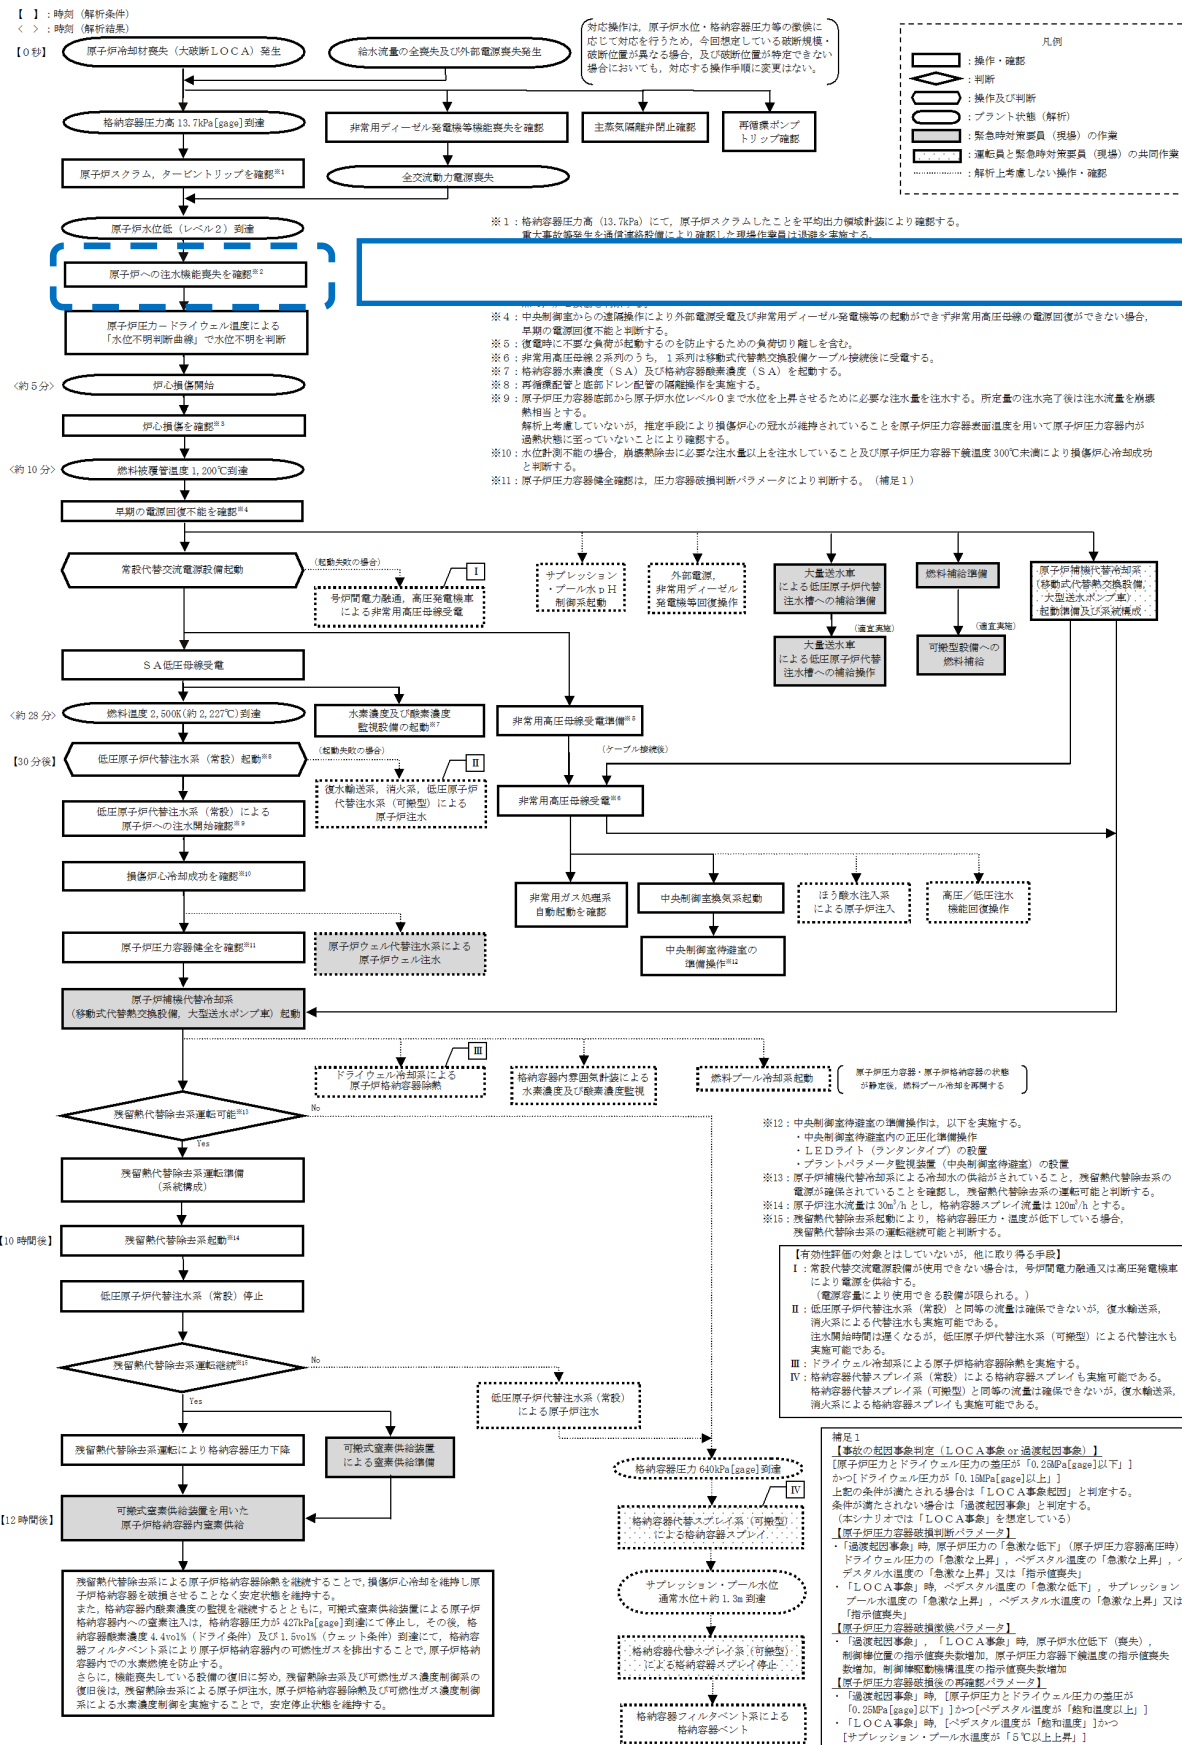 【 】：時刻（解析条件）
〈 〉：時刻（解析結果）
【0秒】
原子炉冷却材喪失（大破断ＬＯＣＡ）発生
給水流量の全喪失及び外部電源喪失発生
対応操作は，原子炉水位・格納容器圧力等の徴候に
応じて対応を行うため，今回想定している破断規模・
破断位置が異なる場合，及び破断位置が特定できない
場合においても，対応する操作手順に変更はない。
凡例
：操作・確認
：判断
：操作及び判断
：プラント状態（解析）
：緊急時対策要員（現場）の作業
：運転員と緊急時対策要員（現場）の共同作業
：解析上考慮しない操作・確認
格納容器圧力高 13.7kPa[gage]到達
非常用ディーゼル発電機等機能喪失を確認
主蒸気隔離弁閉止確認
再循環ポンプ
トリップ確認
原子炉スクラム，タービントリップを確認※1
全交流動力電源喪失
原子炉水位低（レベル２）到達
※１：格納容器圧力高（13.7kPa）にて，原子炉スクラムしたことを平均出力領域計装により確認する。
重大事故等発生を通信連絡設備により確認した現場作業員は退避を実施する。
原子炉への注水機能喪失を確認※2
原子炉圧力－ドライウェル温度による
「水位不明判断曲線」で水位不明を判断
※４：中央制御室からの遠隔操作により外部電源受電及び非常用ディーゼル発電機等の起動ができず非常用高圧母線の電源回復ができない場合，
早期の電源回復不能と判断する。
※５：復電時に不要な負荷が起動するのを防止するための負荷切り離しを含む。
※６：非常用高圧母線２系列のうち，１系列は移動式代替熱交換設備ケーブル接続後に受電する。
※７：格納容器水素濃度（ＳＡ）及び格納容器酸素濃度（ＳＡ）を起動する。
※８：再循環配管と底部ドレン配管の隔離操作を実施する。
※９：原子炉圧力容器底部から原子炉水位レベル０まで水位を上昇させるために必要な注水量を注水する。所定量の注水完了後は注水流量を崩壊
熱相当とする。
解析上考慮していないが，推定手段により損傷炉心の冠水が維持されていることを原子炉圧力容器表面温度を用いて原子炉圧力容器内が
過熱状態に至っていないことにより確認する。
※10：水位計測不能の場合，崩壊熱除去に必要な注水量以上を注水していること及び原子炉圧力容器下鏡温度 300℃未満により損傷炉心冷却成功
と判断する。
※11：原子炉圧力容器健全確認は，圧力容器破損判断パラメータにより判断する。（補足１）
〈約５分〉
炉心損傷開始
炉心損傷を確認※3
〈約 10 分〉
燃料被覆管温度 1,200℃到達
早期の電源回復不能を確認※4
常設代替交流電源設備起動
（起動失敗の場合）
Ⅰ
号炉間電力融通，高圧発電機車
による非常用高圧母線受電
サプレッション
・プール水ｐＨ
制御系起動
外部電源，
非常用ディーゼル
発電機等回復操作
大量送水車
による低圧原子炉代替
注水槽への補給準備
燃料補給準備
原子炉補機代替冷却系
（移動式代替熱交換設備，
大型送水ポンプ車）
起動準備及び系統構成
（適宜実施）
（適宜実施）
大量送水車
による低圧原子炉代替
注水槽への補給操作
可搬型設備への
燃料補給
ＳＡ低圧母線受電
〈約 28 分〉
燃料温度 2,500K(約 2,227℃)到達
水素濃度及び酸素濃度
監視設備の起動※7
非常用高圧母線受電準備※5
【30 分後】
低圧原子炉代替注水系（常設）起動※8
（起動失敗の場合）
Ⅱ
（ケーブル接続後）
復水輸送系，消火系，低圧原子炉
代替注水系（可搬型）による
原子炉注水
非常用高圧母線受電※6
低圧原子炉代替注水系（常設）による
原子炉への注水開始確認※9
損傷炉心冷却成功を確認※10
非常用ガス処理系
自動起動を確認
中央制御室換気系起動
ほう酸水注入系
による原子炉注入
高圧／低圧注水
機能回復操作
原子炉圧力容器健全を確認※11
原子炉ウェル代替注水系による
原子炉ウェル注水
中央制御室待避室の
準備操作※12
原子炉補機代替冷却系
（移動式代替熱交換設備，大型送水ポンプ車）起動
Ⅲ
ドライウェル冷却系による
原子炉格納容器除熱
格納容器内雰囲気計装による
水素濃度及び酸素濃度監視
燃料プール冷却系起動
原子炉圧力容器・原子炉格納容器の状態
が静定後，燃料プール冷却を再開する
残留熱代替除去系運転可能※13
No
Yes
※12：中央制御室待避室の準備操作は，以下を実施する。
・中央制御室待避室内の正圧化準備操作
・ＬＥＤライト（ランタンタイプ）の設置
・プラントパラメータ監視装置（中央制御室待避室）の設置
※13：原子炉補機代替冷却系による冷却水の供給がされていること，残留熱代替除去系の
電源が確保されていることを確認し，残留熱代替除去系の運転可能と判断する。
※14：原子炉注水流量は 30m³/h とし，格納容器スプレイ流量は 120m³/h とする。
※15：残留熱代替除去系起動により，格納容器圧力・温度が低下している場合，
残留熱代替除去系の運転継続可能と判断する。
残留熱代替除去系運転準備
（系統構成）
【10 時間後】
残留熱代替除去系起動※14
低圧原子炉代替注水系（常設）停止
【有効性評価の対象とはしていないが，他に取り得る手段】
Ⅰ：常設代替交流電源設備が使用できない場合は，号炉間電力融通又は高圧発電機車
により電源を供給する。
（電源容量により使用できる設備が限られる。）
Ⅱ：低圧原子炉代替注水系（常設）と同等の流量は確保できないが，復水輸送系，
消火系による代替注水も実施可能である。
注水開始時間は遅くなるが，低圧原子炉代替注水系（可搬型）による代替注水も
実施可能である。
Ⅲ：ドライウェル冷却系による原子炉格納容器除熱を実施する。
Ⅳ：格納容器代替スプレイ系（常設）による格納容器スプレイも実施可能である。
格納容器代替スプレイ系（可搬型）と同等の流量は確保できないが，復水輸送系，
消火系による格納容器スプレイも実施可能である。
残留熱代替除去系運転継続※15
No
Yes
低圧原子炉代替注水系（常設）
による原子炉注水
残留熱代替除去系運転により格納容器圧力下降
可搬式窒素供給装置
による窒素供給準備
格納容器圧力 640kPa[gage]到達
Ⅳ
【12 時間後】
可搬式窒素供給装置を用いた
原子炉格納容器内窒素供給
格納容器代替スプレイ系（可搬型）
による格納容器スプレイ
サプレッション・プール水位
通常水位＋約 1.3m 到達
格納容器代替スプレイ系（可搬型）
による格納容器スプレイ停止
格納容器フィルタベント系による
格納容器ベント
残留熱代替除去系による原子炉格納容器除熱を継続することで，損傷炉心冷却を維持し原
子炉格納容器を破損させることなく安定状態を維持する。
また，格納容器内酸素濃度の監視を継続するとともに，可搬式窒素供給装置による原子炉
格納容器内への窒素注入は，格納容器圧力が 427kPa[gage]到達にて停止し，その後，格
納容器酸素濃度 4.4vol%（ドライ条件）及び 1.5vol%（ウェット条件）到達にて，格納容
器フィルタベント系により原子炉格納容器内の可燃性ガスを排出することで，原子炉格納
容器内での水素燃焼を防止する。
さらに，機能喪失している設備の復旧に努め，残留熱除去系及び可燃性ガス濃度制御系の
復旧後は，残留熱除去系による原子炉注水，原子炉格納容器除熱及び可燃性ガス濃度制御
系による水素濃度制御を実施することで，安定停止状態を維持する。
補足１
【事故の起因事象判定（ＬＯＣＡ事象 or 過渡起因事象）】
[原子炉圧力とドライウェル圧力の差圧が「0.25MPa[gage]以下」]
かつ[ドライウェル圧力が「0.15MPa[gage]以上」]
上記の条件が満たされる場合は「ＬＯＣＡ事象起因」と判定する。
条件が満たされない場合は「過渡起因事象」と判定する。
（本シナリオでは「ＬＯＣＡ事象」を想定している）
【原子炉圧力容器破損判断パラメータ】
・「過渡起因事象」時，原子炉圧力の「急激な低下」（原子炉圧力容器高圧時）
ドライウェル圧力の「急激な上昇」，ペデスタル温度の「急激な上昇」，ペ
デスタル水温度の「急激な上昇」又は「指示値喪失」
・「ＬＯＣＡ事象」時，ペデスタル温度の「急激な低下」，サプレッション
プール水温度の「急激な上昇」，ペデスタル水温度の「急激な上昇」又は
「指示値喪失」
【原子炉圧力容器破損徴候パラメータ】
・「過渡起因事象」，「ＬＯＣＡ事象」時，原子炉水位低下（喪失），
制御棒位置の指示値喪失数増加，原子炉圧力容器下鏡温度の指示値喪失
数増加，制御棒駆動機構温度の指示値喪失数増加
【原子炉圧力容器破損後の再確認パラメータ】
・「過渡起因事象」時，[原子炉圧力とドライウェル圧力の差圧が
「0.25MPa[gage]以下」]かつ[ペデスタル温度が「飽和温度以上」]
・「ＬＯＣＡ事象」時，[ペデスタル温度が「飽和温度」]かつ
[サプレッション・プール水温度が「５℃以上上昇」]